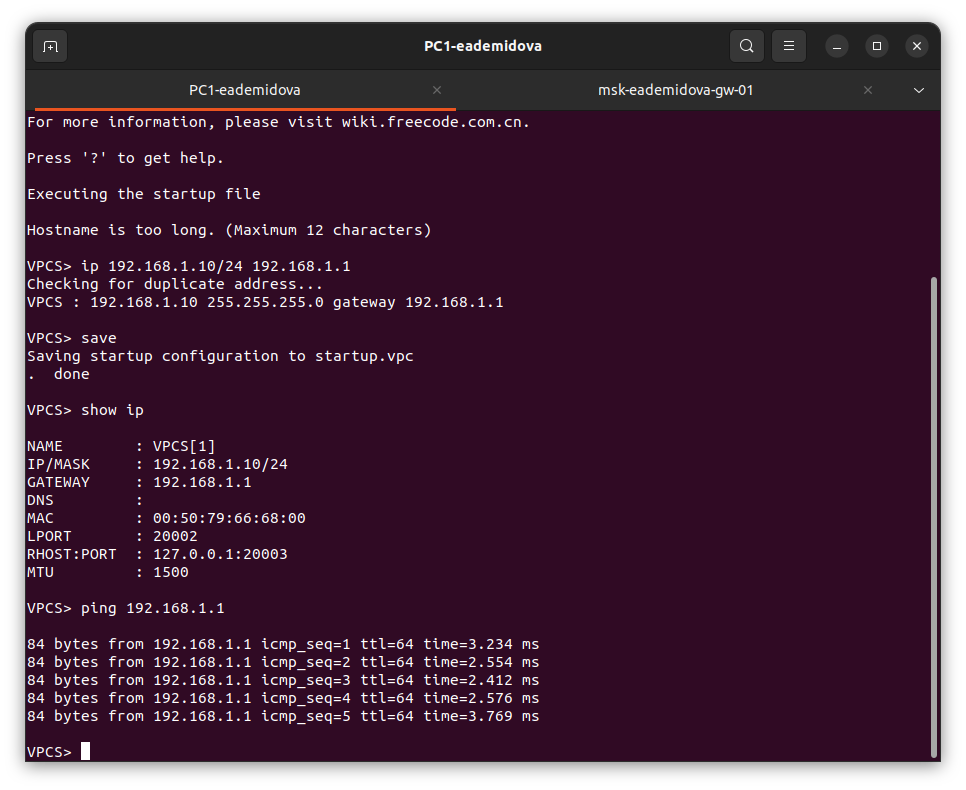 PC1-eademidova
PC1-eademidova
msk-eademidova-gw-01
For more information, please visit wiki.freecode.com.cn.
Press '?' to get help.
Executing the startup file
Hostname is too long. (Maximum 12 characters)
VPCS> ip 192.168.1.10/24 192.168.1.1
Checking for duplicate address...
VPCS : 192.168.1.10 255.255.255.0 gateway 192.168.1.1
VPCS> save
Saving startup configuration to startup.vpc
.  done
VPCS> show ip
NAME        : VPCS[1]
IP/MASK     : 192.168.1.10/24
GATEWAY     : 192.168.1.1
DNS         :
MAC         : 00:50:79:66:68:00
LPORT       : 20002
RHOST:PORT  : 127.0.0.1:20003
MTU         : 1500
VPCS> ping 192.168.1.1
84 bytes from 192.168.1.1 icmp_seq=1 ttl=64 time=3.234 ms
84 bytes from 192.168.1.1 icmp_seq=2 ttl=64 time=2.554 ms
84 bytes from 192.168.1.1 icmp_seq=3 ttl=64 time=2.412 ms
84 bytes from 192.168.1.1 icmp_seq=4 ttl=64 time=2.576 ms
84 bytes from 192.168.1.1 icmp_seq=5 ttl=64 time=3.769 ms
VPCS>